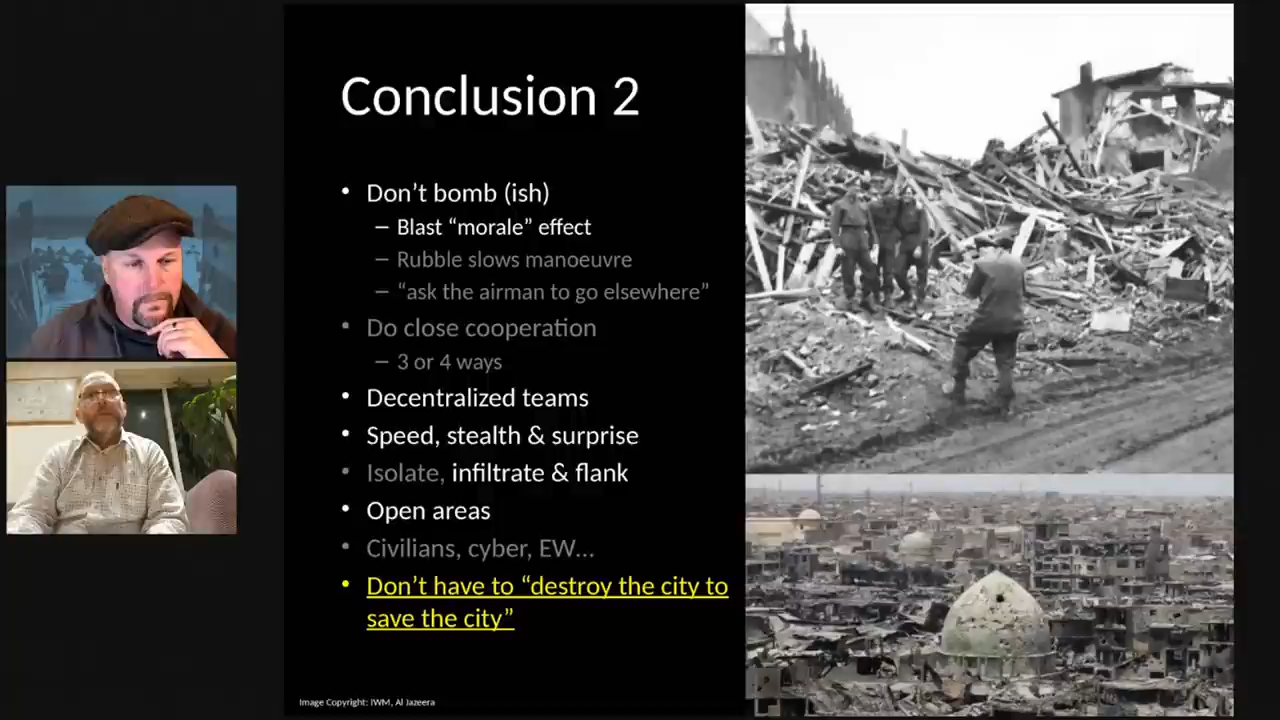 Conclusion 2
• Don’t bomb (ish)
– Blast “morale” effect
– Rubble slows manoeuvre
– “ask the airman to go elsewhere”
• Do close cooperation
– 3 or 4 ways
• Decentralized teams
• Speed, stealth & surprise
• Isolate, infiltrate & flank
• Open areas
• Civilians, cyber, EW…
• Don’t have to “destroy the city to
save the city”
Image Copyright: IWM, Al Jazeera